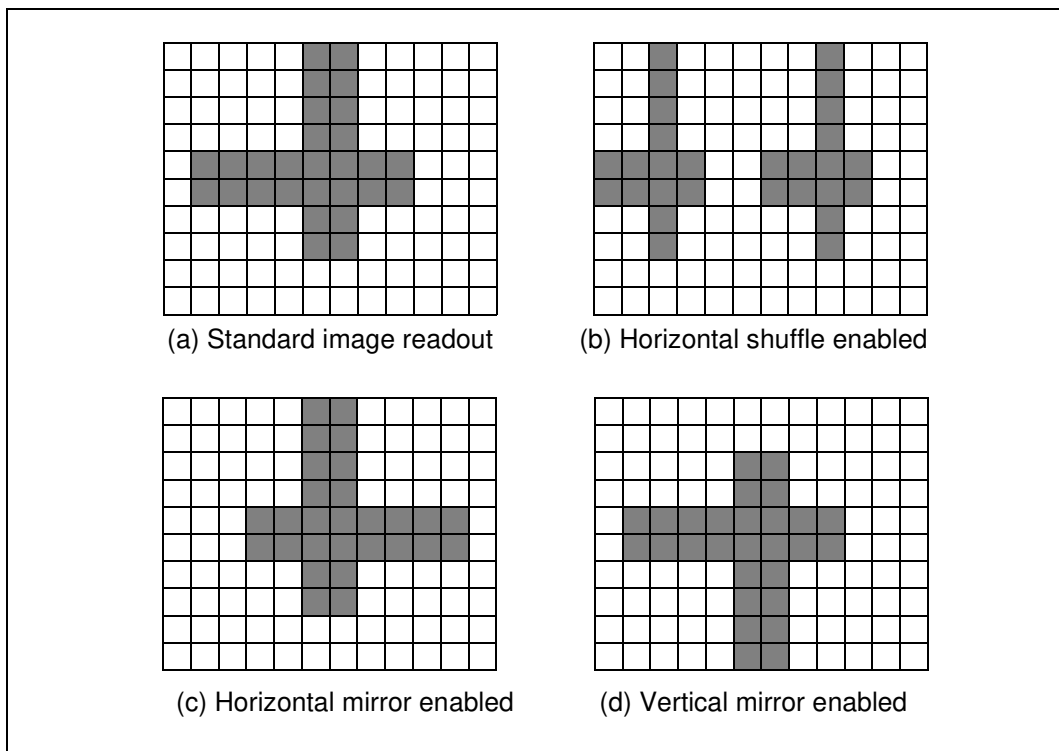 (a) Standard image readout
(b) Horizontal shuffle enabled
(c) Horizontal mirror enabled
(d) Vertical mirror enabled